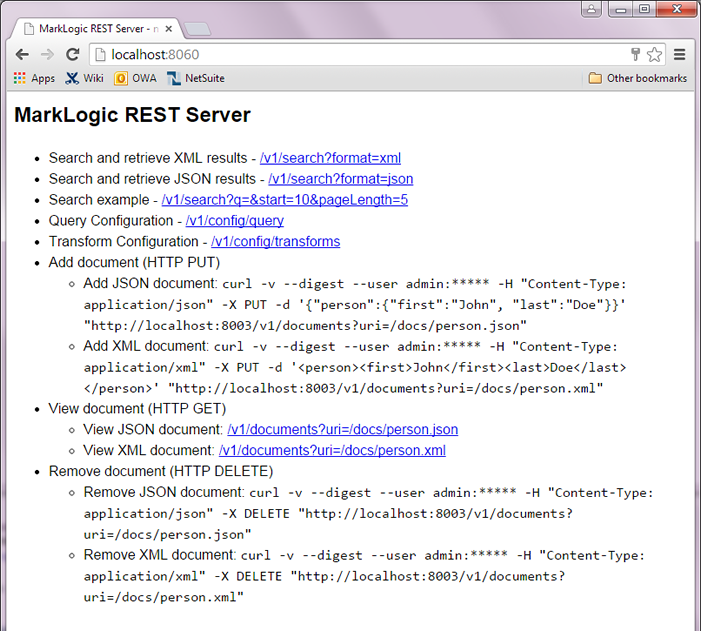 MarkLogic REST Server - n
localhost:8060
Apps Wiki OWA NetSuite Other bookmarks
MarkLogic REST Server
• Search and retrieve XML results - /v1/search?format=xml
• Search and retrieve JSON results - /v1/search?format=json
• Search example - /v1/search?q=&start=10&pageLength=5
• Query Configuration - /v1/config/query
• Transform Configuration - /v1/config/transforms
• Add document (HTTP PUT)
◦ Add JSON document: curl -v --digest --user admin:***** -H "Content-Type:
application/json" -X PUT -d '{"person":{"first":"John", "last":"Doe"}}'
"http://localhost:8003/v1/documents?uri=/docs/person.json"
◦ Add XML document: curl -v --digest --user admin:***** -H "Content-Type:
application/xml" -X PUT -d '<person><first>John</first><last>Doe</last>
</person>' "http://localhost:8003/v1/documents?uri=/docs/person.xml"
• View document (HTTP GET)
◦ View JSON document: /v1/documents?uri=/docs/person.json
◦ View XML document: /v1/documents?uri=/docs/person.xml
• Remove document (HTTP DELETE)
◦ Remove JSON document: curl -v --digest --user admin:***** -H "Content-Type:
application/json" -X DELETE "http://localhost:8003/v1/documents?
uri=/docs/person.json"
◦ Remove XML document: curl -v --digest --user admin:***** -H "Content-Type:
application/xml" -X DELETE "http://localhost:8003/v1/documents?
uri=/docs/person.xml"